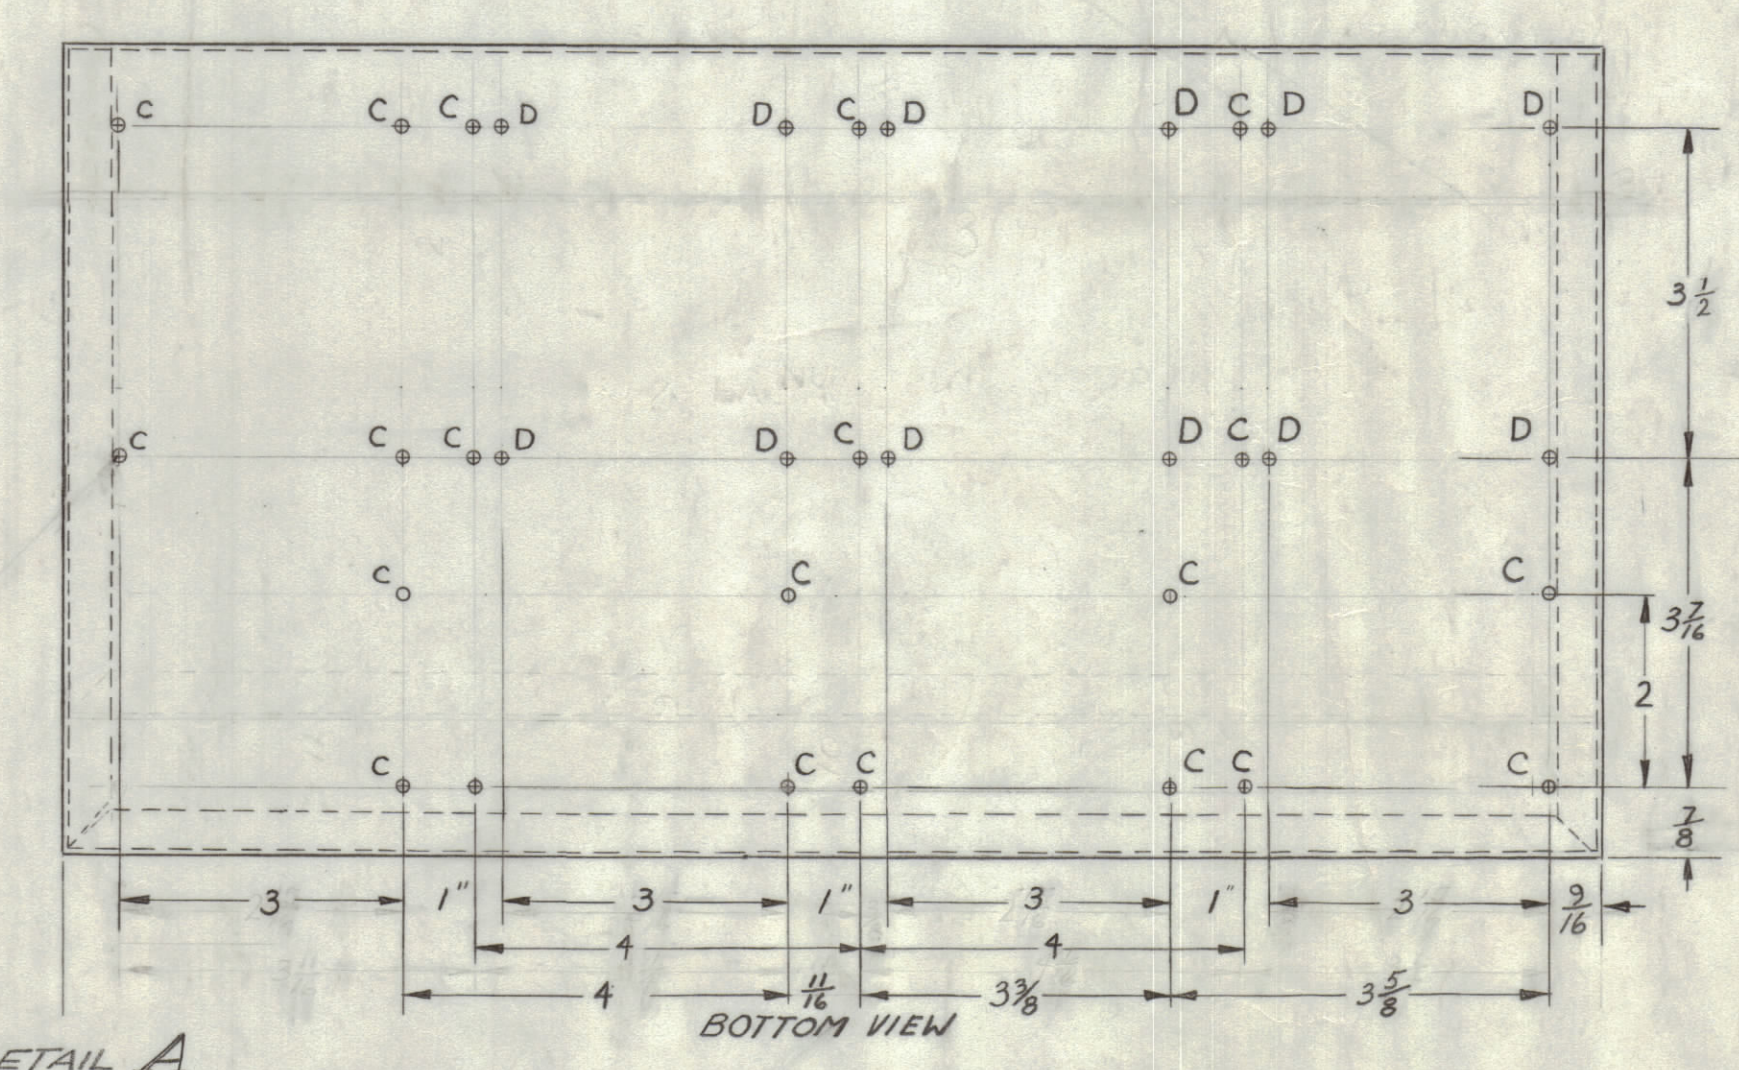 C C C D D C D D C D D
3 1/2
C C C D D C D D C D D
C C C C
3 7/16
2
C C C C C C
7/8
3 1" 3 1" 3 1" 3 9/16
4 4
4 11/16 3 3/8 3 5/8
BOTTOM VIEW
ETAIL A